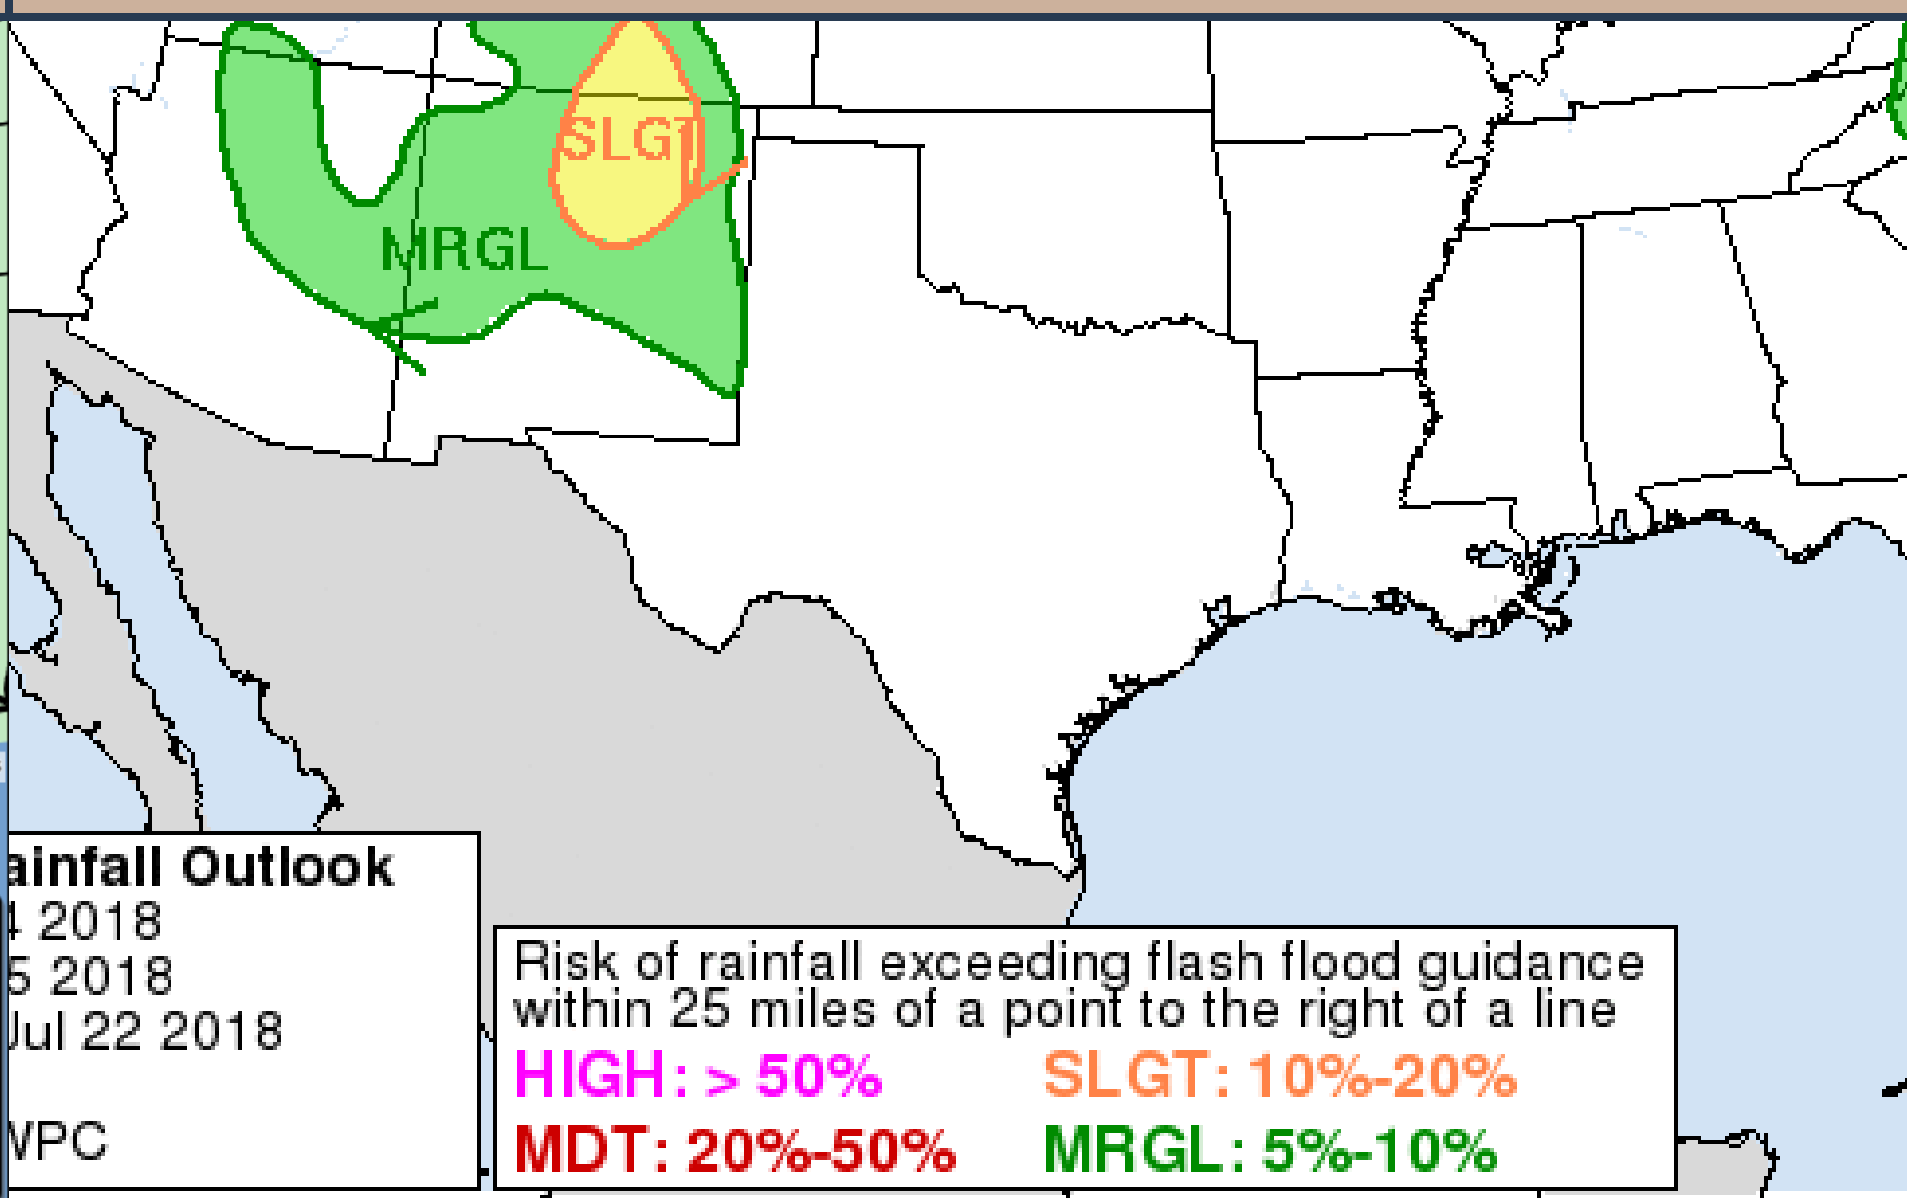 SLGT
MRGL
ainfall Outlook
4 2018
5 2018
Jul 22 2018
WPC
Risk of rainfall exceeding flash flood guidance
within 25 miles of a point to the right of a line
HIGH: > 50% SLGT: 10%-20%
MDT: 20%-50% MRGL: 5%-10%